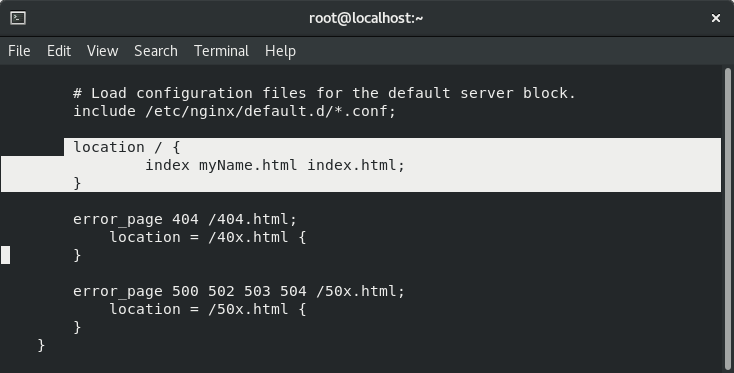 root@localhost:~
File Edit View Search Terminal Help
# Load configuration files for the default server block.
include /etc/nginx/default.d/*.conf;
location / {
index myName.html index.html;
}
error_page 404 /404.html;
location = /40x.html {
}
error_page 500 502 503 504 /50x.html;
location = /50x.html {
}
}